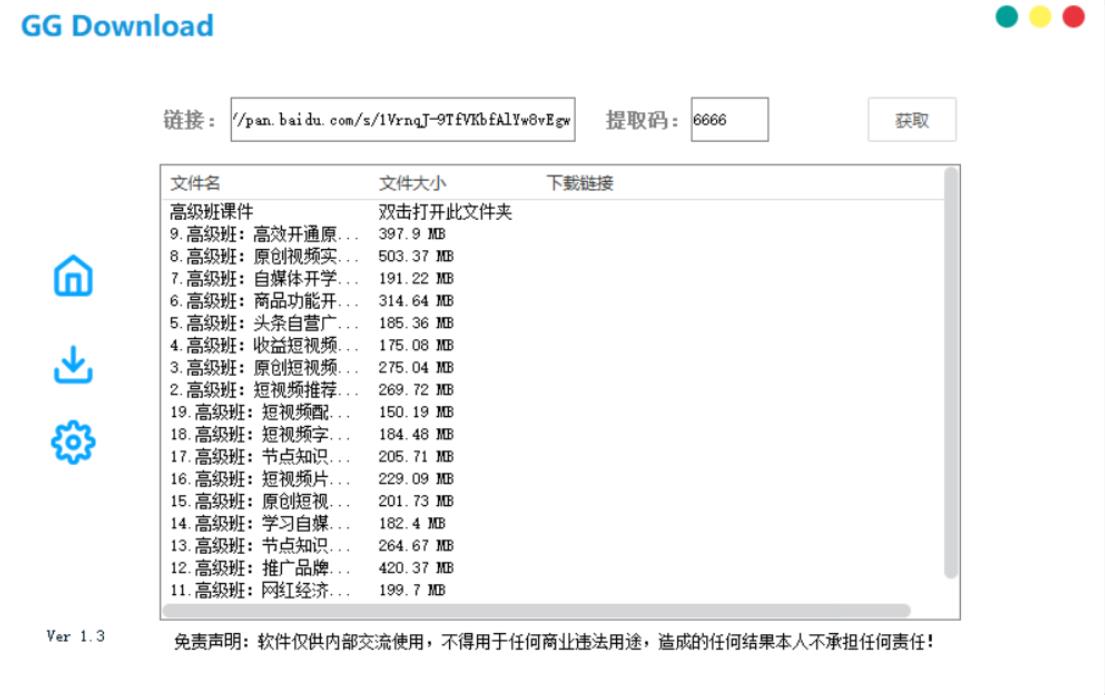 GG Download
链接： //pan.baidu.com/s/1VrnqJ-9TfVKbfAlYw8vEgw 提取码： 6666 获取
文件名 文件大小 下载链接
高级班课件 双击打开此文件夹
9.高级班：高效开通原... 397.9 MB
8.高级班：原创视频实... 503.37 MB
7.高级班：自媒体开学... 191.22 MB
6.高级班：商品功能开... 314.64 MB
5.高级班：头条自营广... 185.36 MB
4.高级班：收益短视频... 175.08 MB
3.高级班：原创短视频... 275.04 MB
2.高级班：短视频推荐... 269.72 MB
19.高级班：短视频配... 150.19 MB
18.高级班：短视频字... 184.48 MB
17.高级班：节点知识... 205.71 MB
16.高级班：短视频片... 229.09 MB
15.高级班：原创短视... 201.73 MB
14.高级班：学习自媒... 182.4 MB
13.高级班：节点知识... 264.67 MB
12.高级班：推广品牌... 420.37 MB
11.高级班：网红经济... 199.7 MB
Ver 1.3
免责声明：软件仅供内部交流使用，不得用于任何商业违法用途，造成的任何结果本人不承担任何责任！